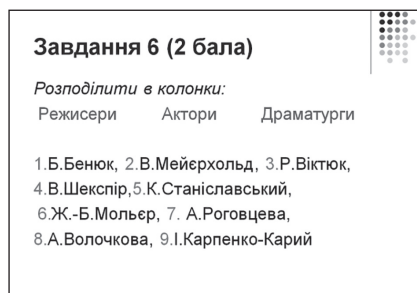 Завдання 6 (2 бала)
Розподілити в колонки:
Режисери Актори Драматурги
1.Б.Бенюк, 2.В.Мейєрхольд, 3.Р.Віктюк,
4.В.Шекспір,5.К.Станіславський,
6.Ж.-Б.Мольєр, 7. А.Роговцева,
8.А.Волочкова, 9.І.Карпенко-Карий